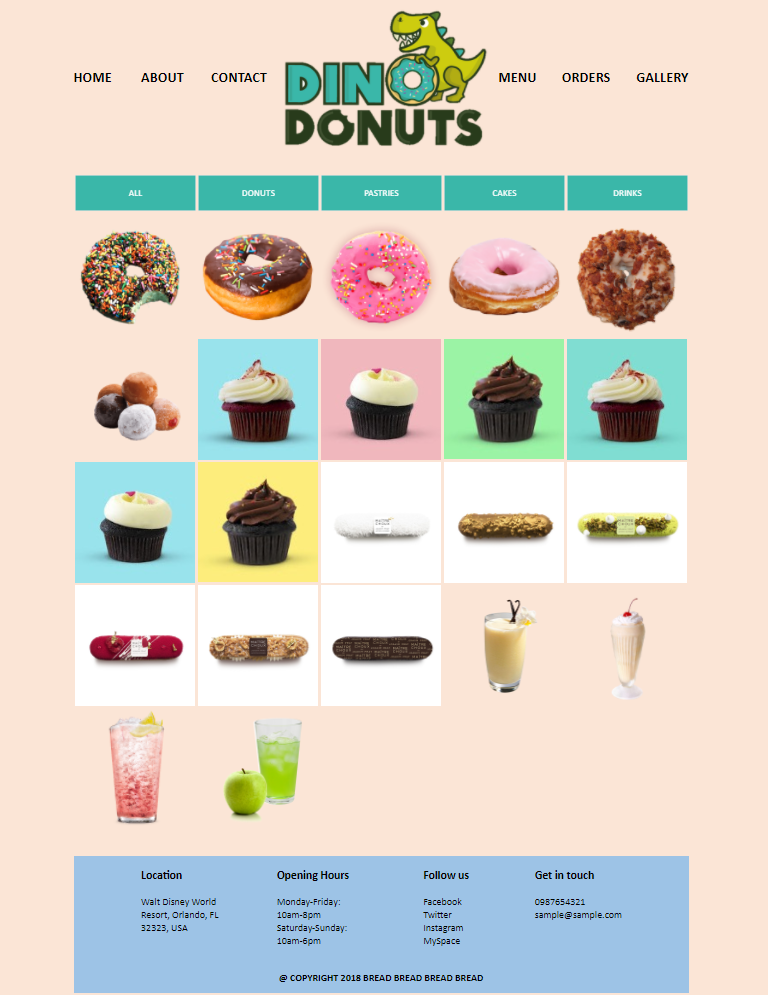 HOME ABOUT CONTACT
DINO
DONUTS
MENU ORDERS GALLERY
ALL DONUTS PASTRIES CAKES DRINKS
Location
Walt Disney World
Resort, Orlando, FL
32323, USA
Opening Hours
Monday-Friday:
10am-8pm
Saturday-Sunday:
10am-6pm
Follow us
Facebook
Twitter
Instagram
MySpace
Get in touch
0987654321
sample@sample.com
@ COPYRIGHT 2018 BREAD BREAD BREAD BREAD